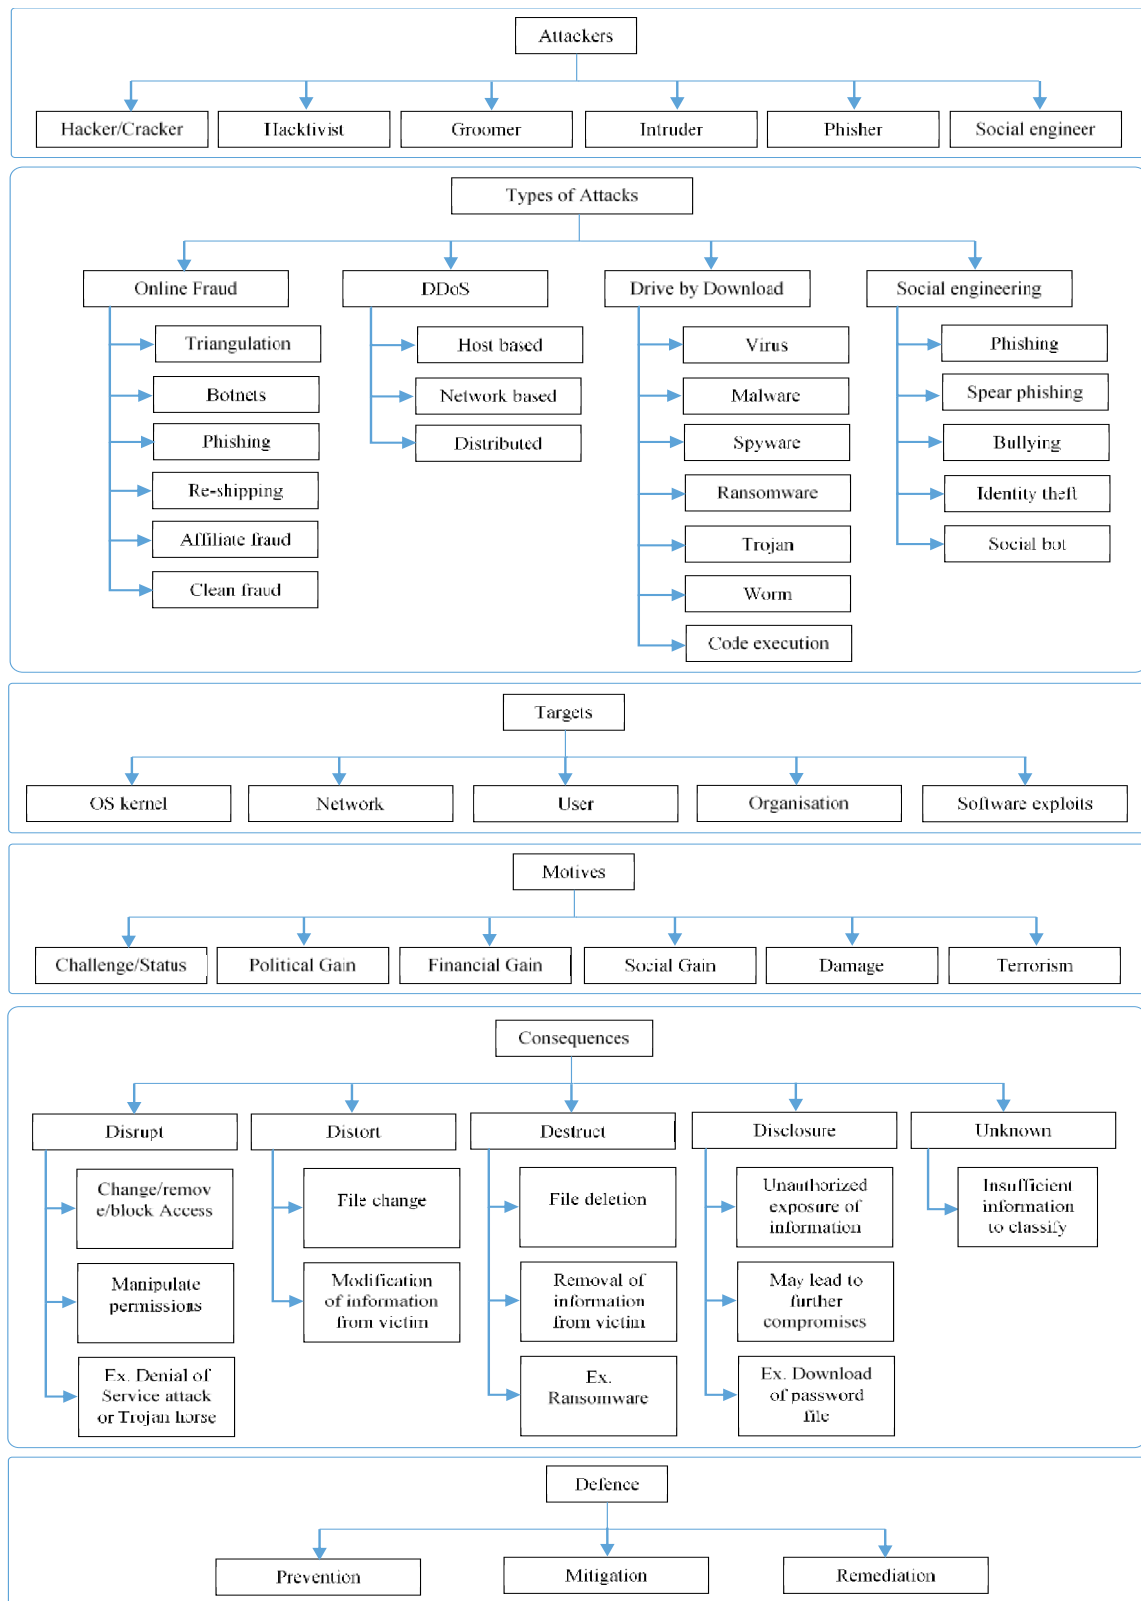 Attackers
Hacker/Cracker
Hacktivist
Groomer
Intruder
Phisher
Social engineer
Types of Attacks
Online Fraud
DDoS
Drive by Download
Social engineering
Triangulation
Host based
Virus
Phishing
Botnets
Network based
Malware
Spear phishing
Phishing
Distributed
Spyware
Bullying
Re-shipping
Ransomware
Identity theft
Affiliate fraud
Trojan
Social bot
Clean fraud
Worm
Code execution
Targets
OS kernel
Network
User
Organisation
Software exploits
Motives
Challenge/Status
Political Gain
Financial Gain
Social Gain
Damage
Terrorism
Consequences
Disrupt
Distort
Destruct
Disclosure
Unknown
Change/remov
e/block Access
File change
File deletion
Unauthorized
exposure of
information
Insufficient
information
to classify
Manipulate
permissions
Modification
of information
from victim
Removal of
information
from victim
May lead to
further
compromises
Ex. Denial of
Service attack
or Trojan horse
Ex.
Ransomware
Ex. Download
of password
file
Defence
Prevention
Mitigation
Remediation